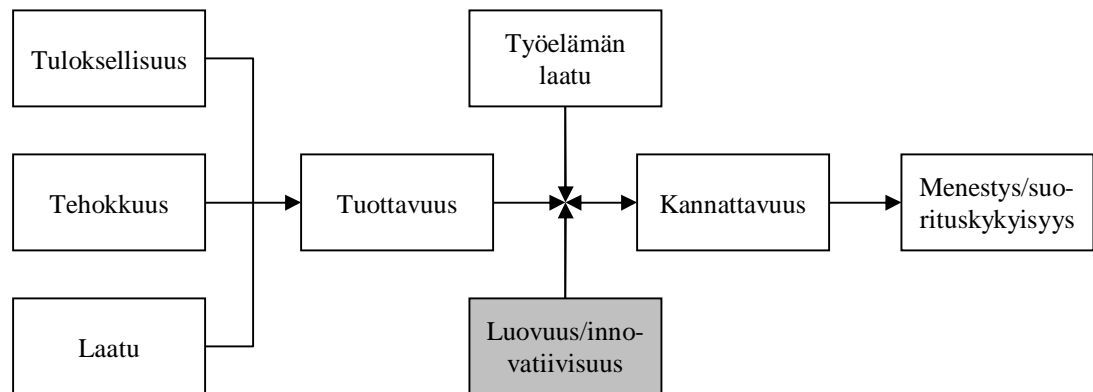 Tuloksellisuus
Työelämän
laatu
Tehokkuus
Tuottavuus
Kannattavuus
Menestys/suo-
rituskykyisyys
Laatu
Luovuus/inno-
vatiivisuus